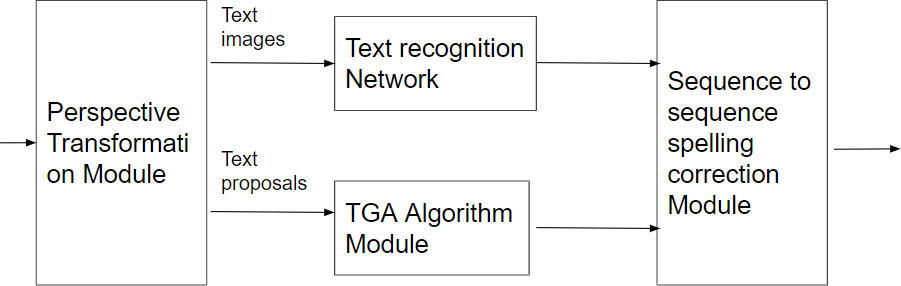 Perspective
Transformati
on Module
Text
images
Text recognition
Network
Text
proposals
TGA Algorithm
Module
Sequence to
sequence
spelling
correction
Module